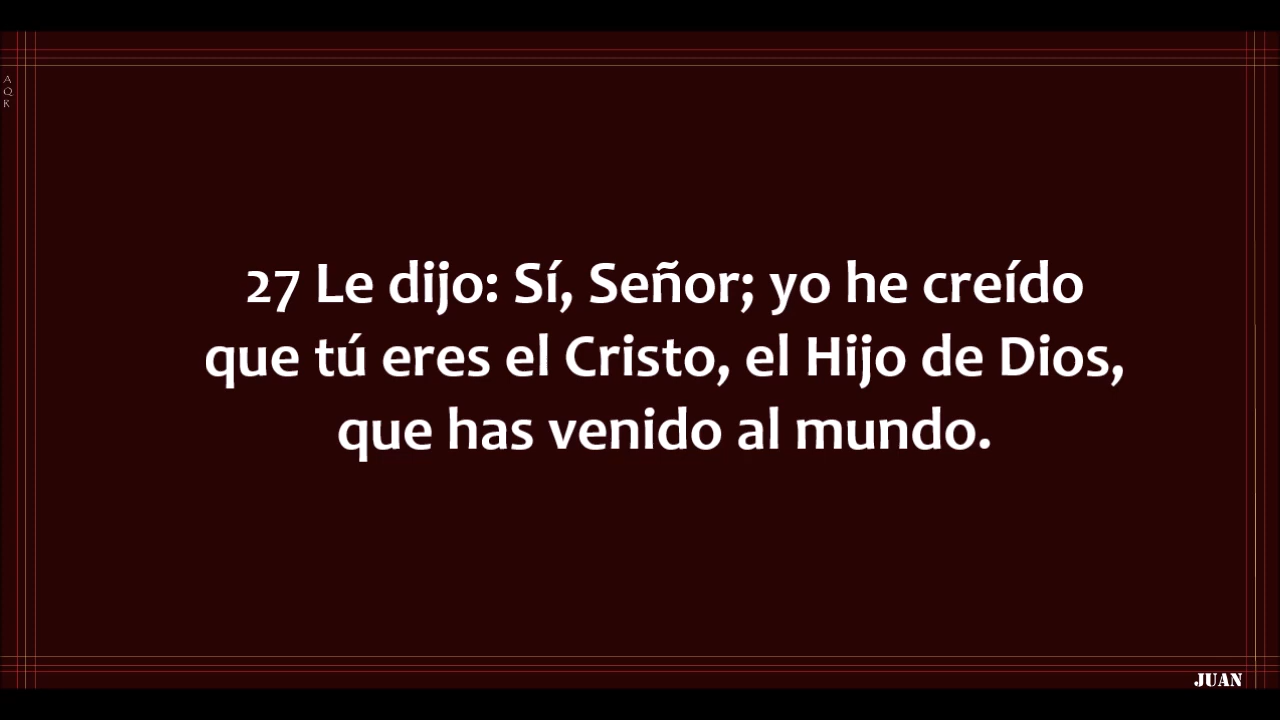 A
Q
R
27 Le dijo: Sí, Señor; yo he creído
que tú eres el Cristo, el Hijo de Dios,
que has venido al mundo.
JUAN